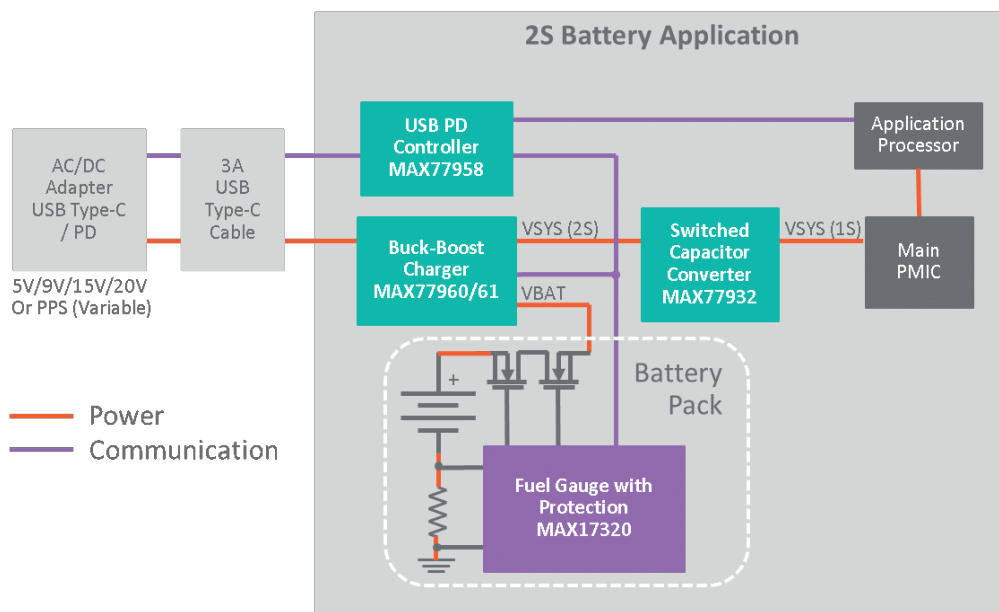 2S Battery Application
AC/DC
Adapter
USB Type-C
/ PD
3A
USB
Type-C
Cable
USB PD
Controller
MAX77958
Application
Processor
5V/9V/15V/20V
Or PPS (Variable)
Buck-Boost
Charger
MAX77960/61
VSYS (2S)
VBAT
Switched
Capacitor
Converter
MAX77932
VSYS (1S)
Main
PMIC
+
Battery
Pack
Power
Communication
Fuel Gauge with
Protection
MAX17320